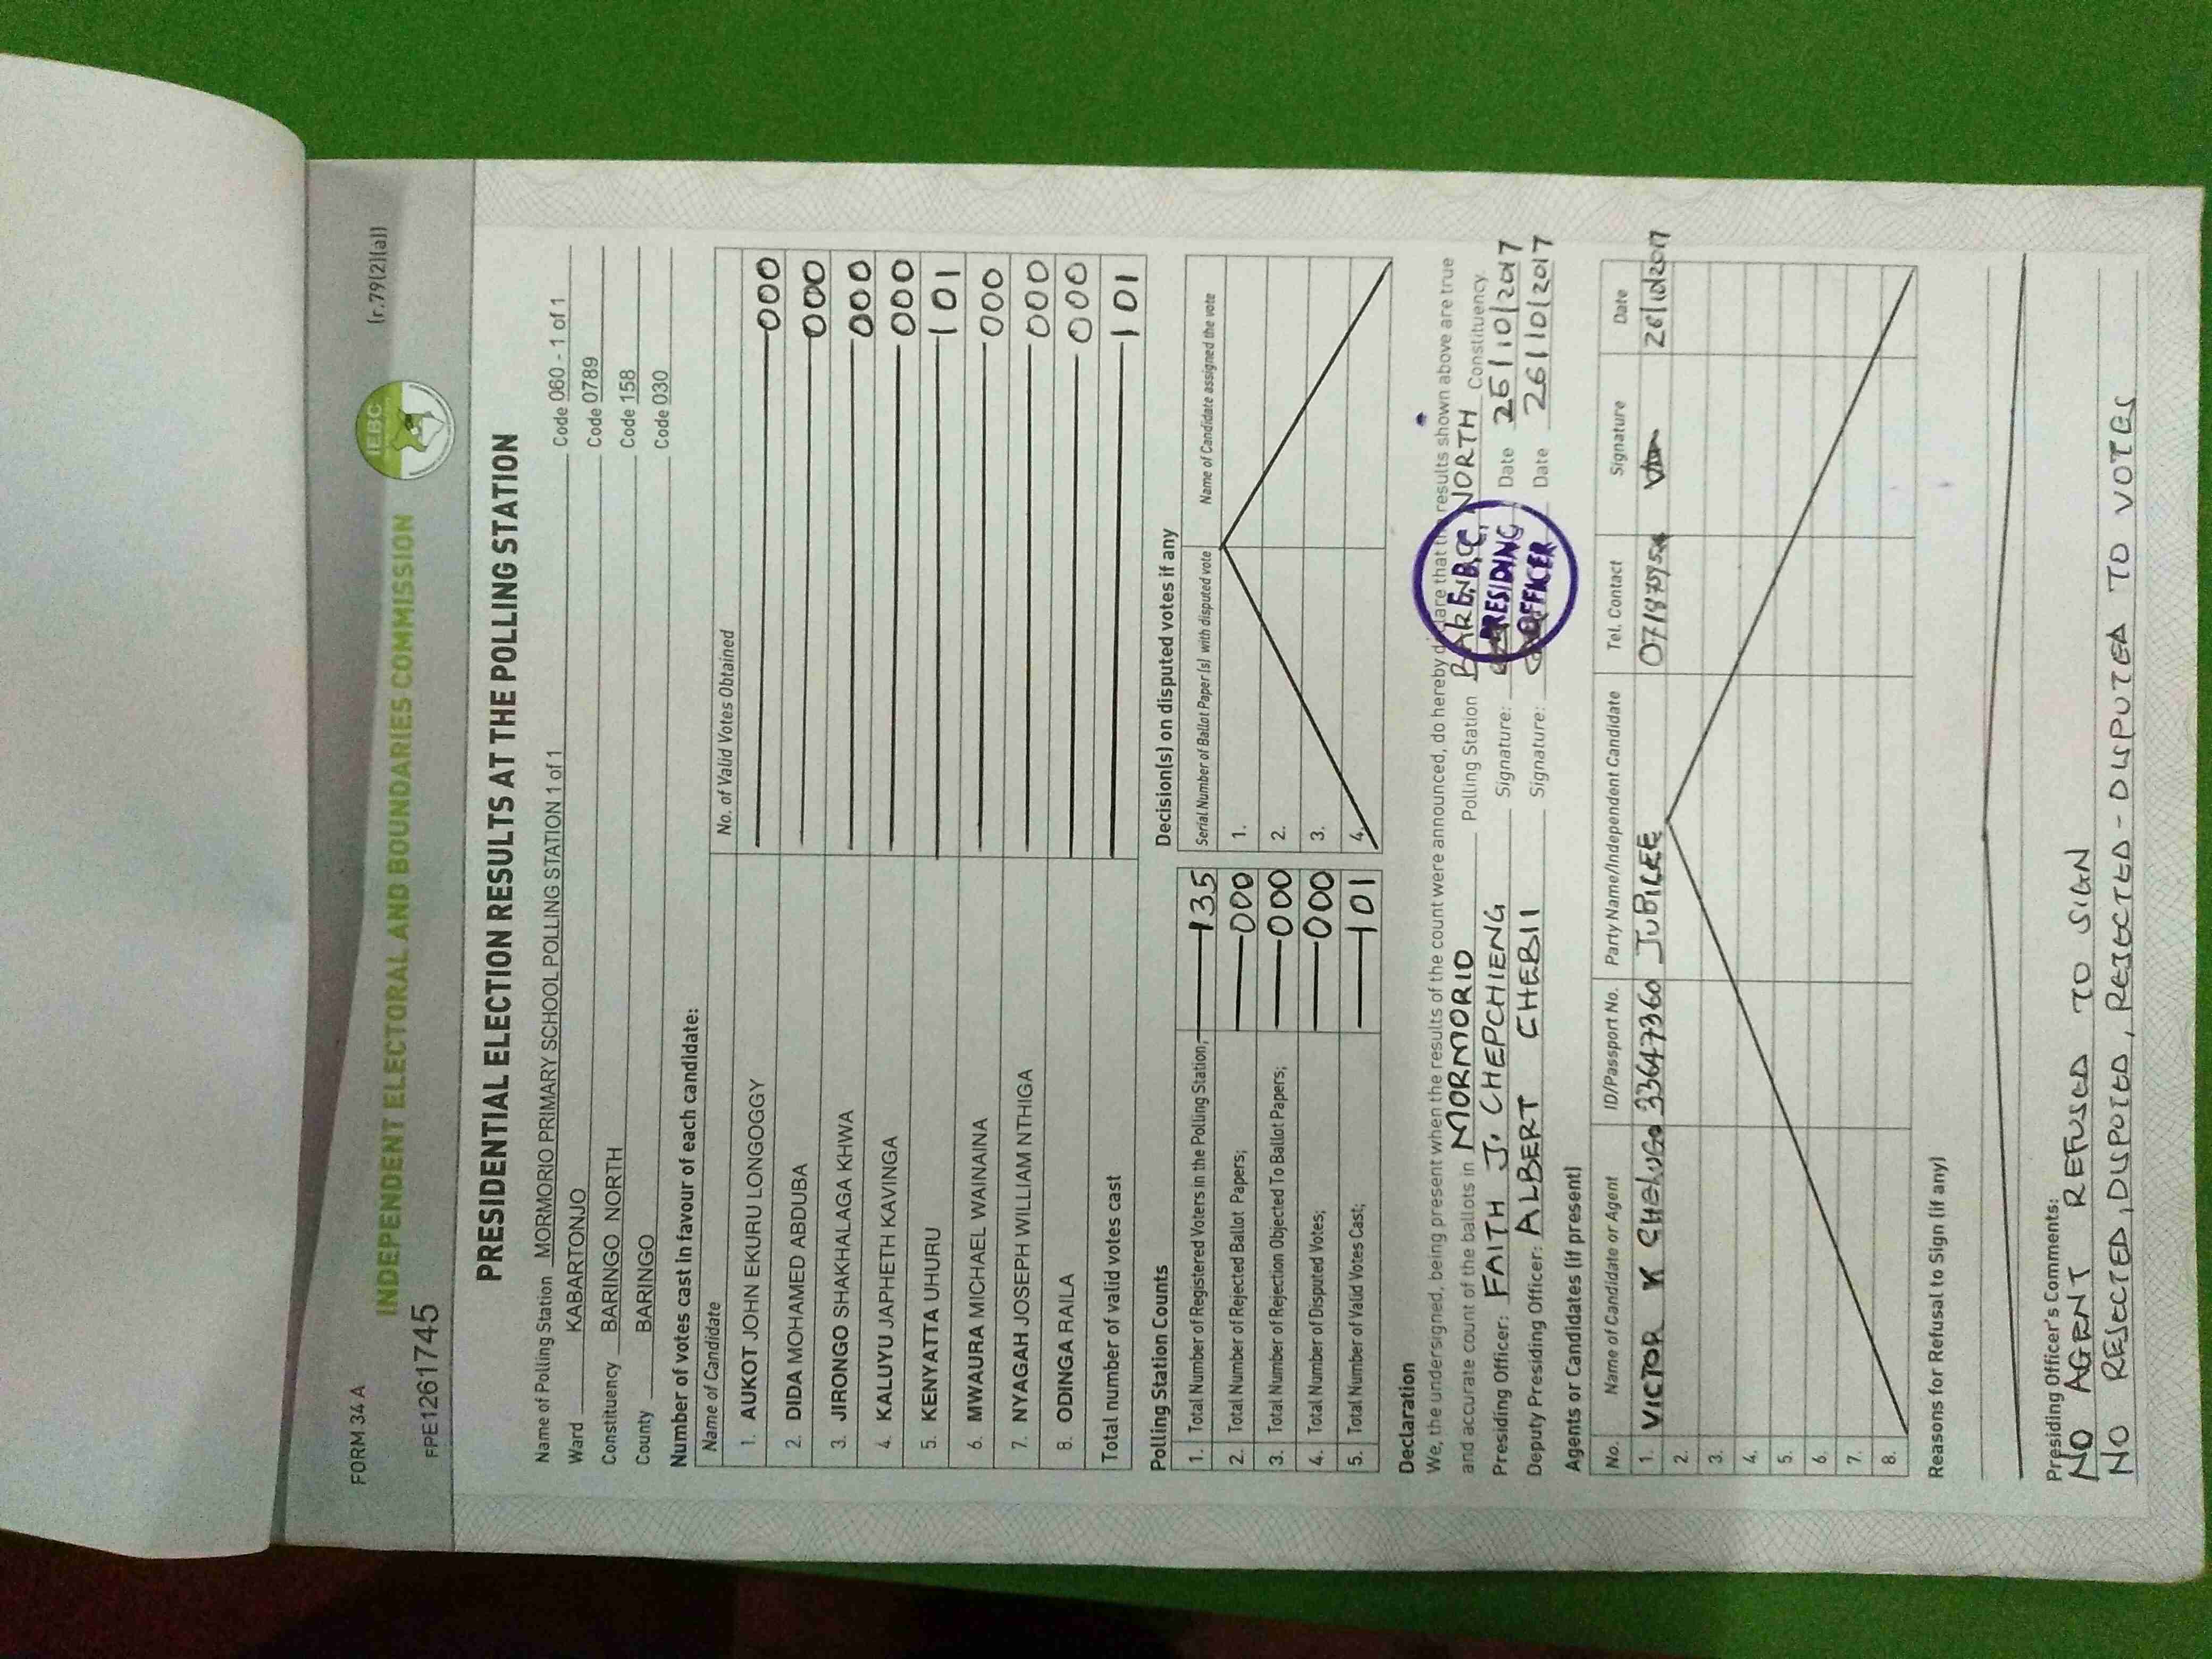 FORM 34 A
(r.79(2)(a))
INDEPENDENT ELECTORAL AND BOUNDARIES COMMISSION
IEBC
FPE1261745
PRESIDENTIAL ELECTION RESULTS AT THE POLLING STATION
Name of Polling Station MORMORIO PRIMARY SCHOOL POLLING STATION 1 of 1 Code 060 - 1 of 1
Ward KABARTONJO Code 0789
Constituency BARINGO NORTH Code 158
County BARINGO Code 030
Number of votes cast in favour of each candidate:
Name of Candidate No. of Valid Votes Obtained
1. AUKOT JOHN EKURU LONGOGGY 000
2. DIDA MOHAMED ABDUBA 000
3. JIRONGO SHAKHALAGA KHWA 000
4. KALUYU JAPHETH KAVINGA 000
5. KENYATTA UHURU 101
6. MWAURA MICHAEL WAINAINA 000
7. NYAGAH JOSEPH WILLIAM NTHIGA 000
8. ODINGA RAILA 000
Total number of valid votes cast 101
Polling Station Counts
1. Total Number of Registered Voters in the Polling Station; 135
2. Total Number of Rejected Ballot Papers; 000
3. Total Number of Rejection Objected To Ballot Papers; 000
4. Total Number of Disputed Votes; 000
5. Total Number of Valid Votes Cast; 101
Decision(s) on disputed votes if any
Serial Number of Ballot Paper (s) with disputed vote Name of Candidate assigned the vote
1.
2.
3.
4.
Declaration
We, the undersigned, being present when the results of the count were announced, do hereby declare that the results shown above are true
and accurate count of the ballots in MORMORIO Polling Station BARINGO NORTH Constituency.
Presiding Officer: FAITH J. CHEPCHIENG Signature: Date 26/10/2017
Deputy Presiding Officer: ALBERT CHEBII Signature: Date 26/10/2017
PRESIDING
OFFICER
Agents or Candidates (if present)
No. Name of Candidate or Agent ID/Passport No. Party Name/Independent Candidate Tel. Contact Signature Date
1. VICTOR K 33647360 JUBILEE 26/10/2017
2.
3.
4.
5.
6.
7.
8.
Reasons for Refusal to Sign (if any)
Presiding Officer's Comments:
NO AGENT REFUSED TO SIGN
NO REJECTED, DISPUTED, REJECTED - DISPUTED TO VOTES